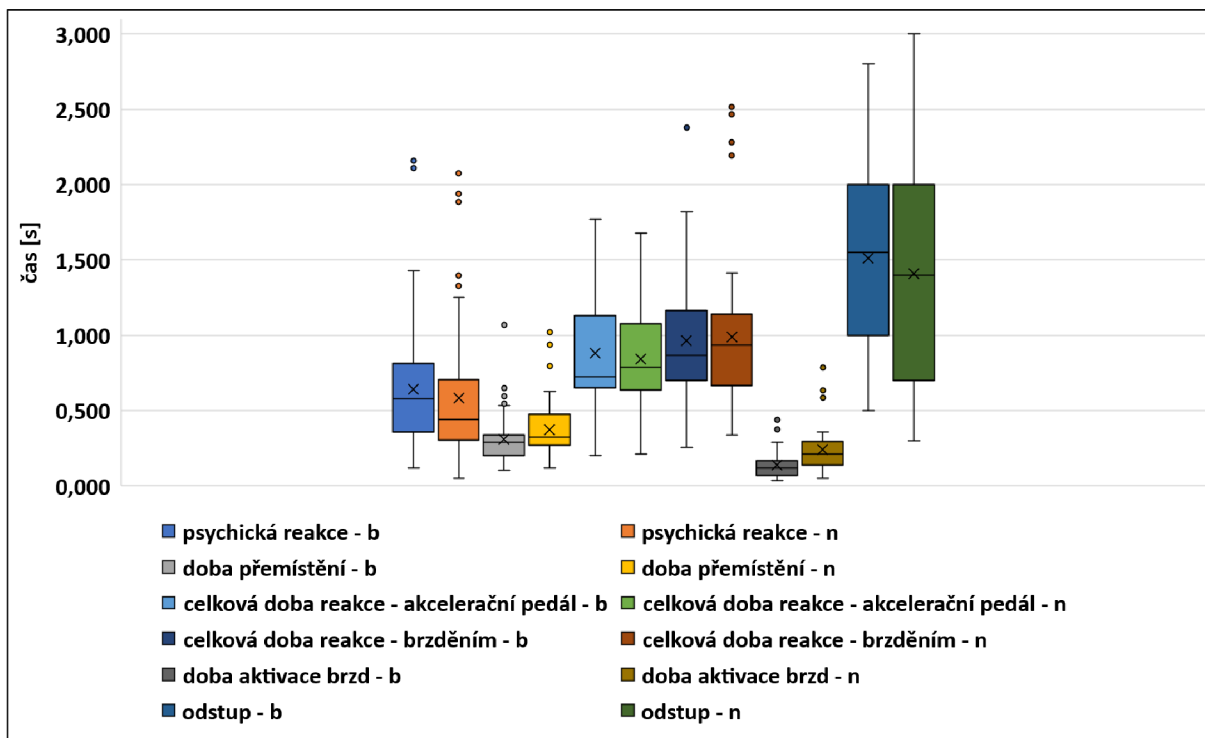 3,000
2,500
2,000
1,500
1,000
0,500
0,000
čas [s]
psychická reakce - b
psychická reakce - n
doba přemístění - b
doba přemístění - n
celková doba reakce - akcelerační pedál - b
celková doba reakce - akcelerační pedál - n
celková doba reakce - brzděním - b
celková doba reakce - brzděním - n
doba aktivace brzd - b
doba aktivace brzd - n
odstup - b
odstup - n